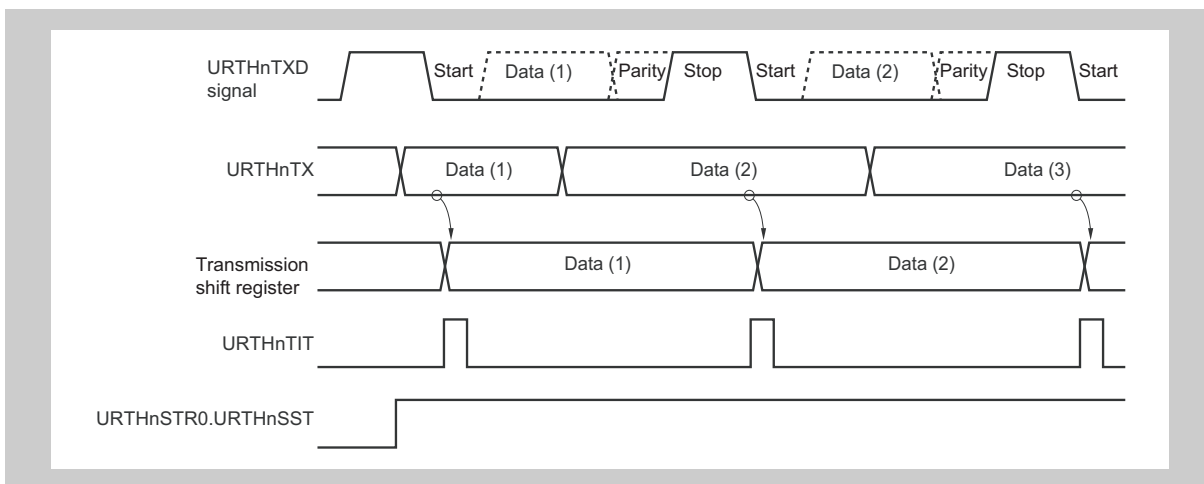 URTHnTXD
signal
Start Data (1) Parity Stop Start Data (2) Parity Stop Start
URTHnTX Data (1) Data (2) Data (3)
Transmission
shift register
Data (1) Data (2)
URTHnTIT
URTHnSTR0.URTHnSST